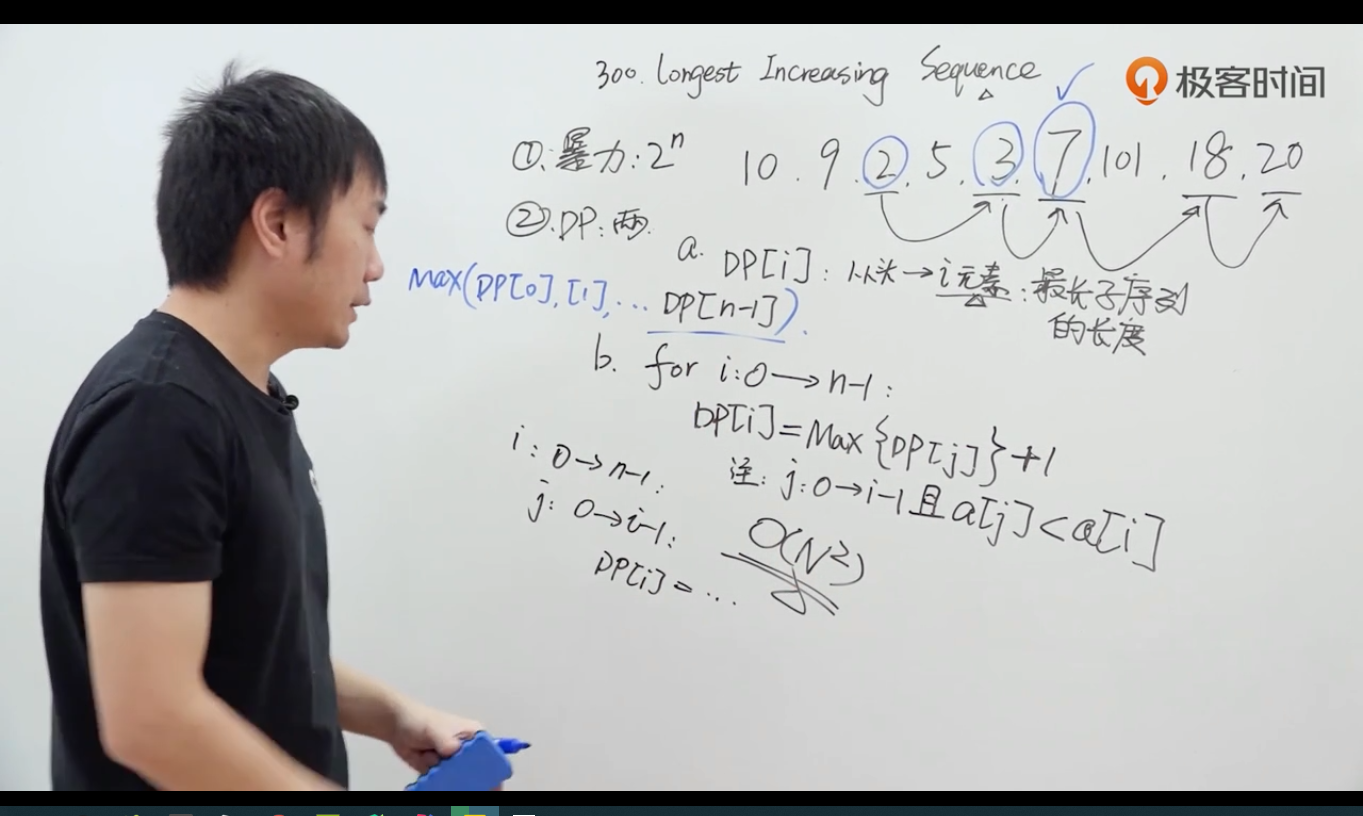 300. Longest Increasing Sequence
极客时间
①.暴力:2ⁿ
10.9.2.5.3.7.101.18.20
②.DP:两.
a. DP[i]:从头→i元素:最长子序列
的长度
Max(DP[0],[1],...DP[n-1]).
b. for i:0→n-1:
DP[i]=Max{DP[j]}+1
注:j:0→i-1且a[j]<a[i]
i:0→n-1:
j:0→i-1:
DP[i]=...
O(N²)